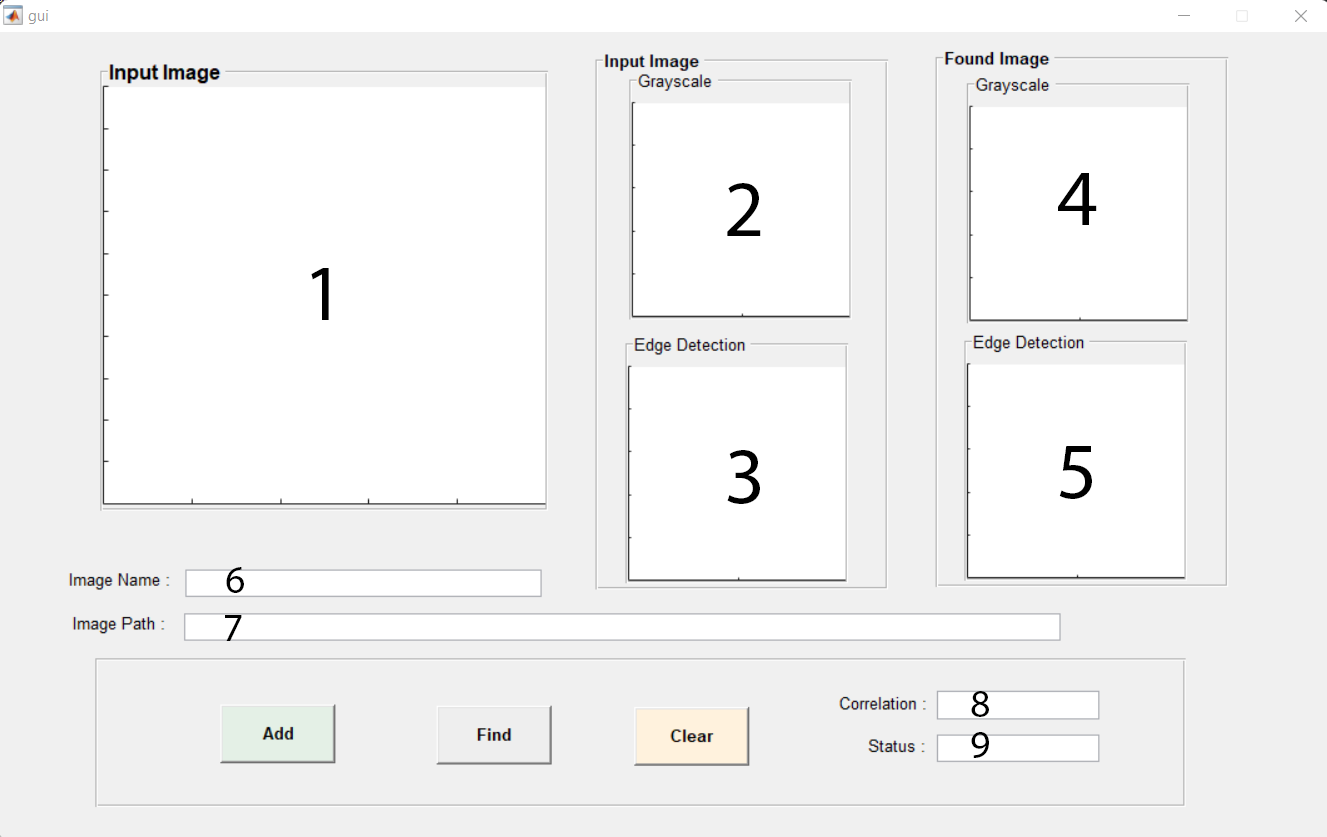 gui
Input Image
1
Input Image
Grayscale
2
Edge Detection
3
Found Image
Grayscale
4
Edge Detection
5
Image Name : 6
Image Path : 7
Add
Find
Clear
Correlation : 8
Status : 9